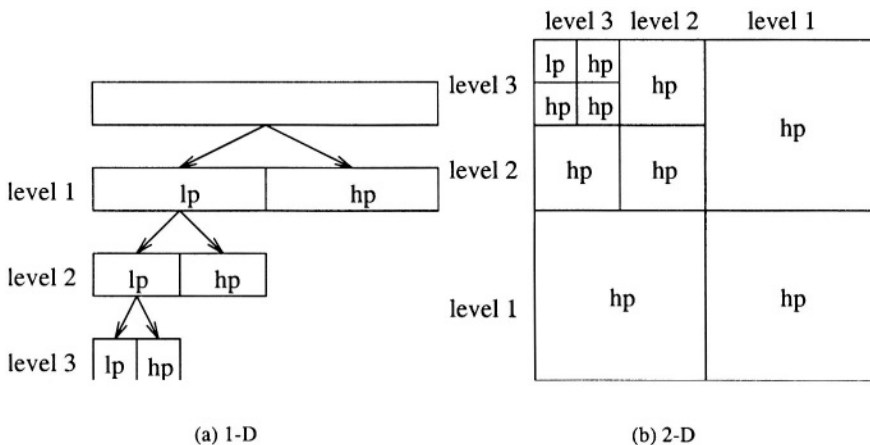 level 3 level 2 level 1
lp hp
hp
level 3
hp hp
hp
level 1 lp hp
level 2 hp hp
level 2 lp hp
level 1 hp hp
level 3 lp hp
(a) 1-D (b) 2-D